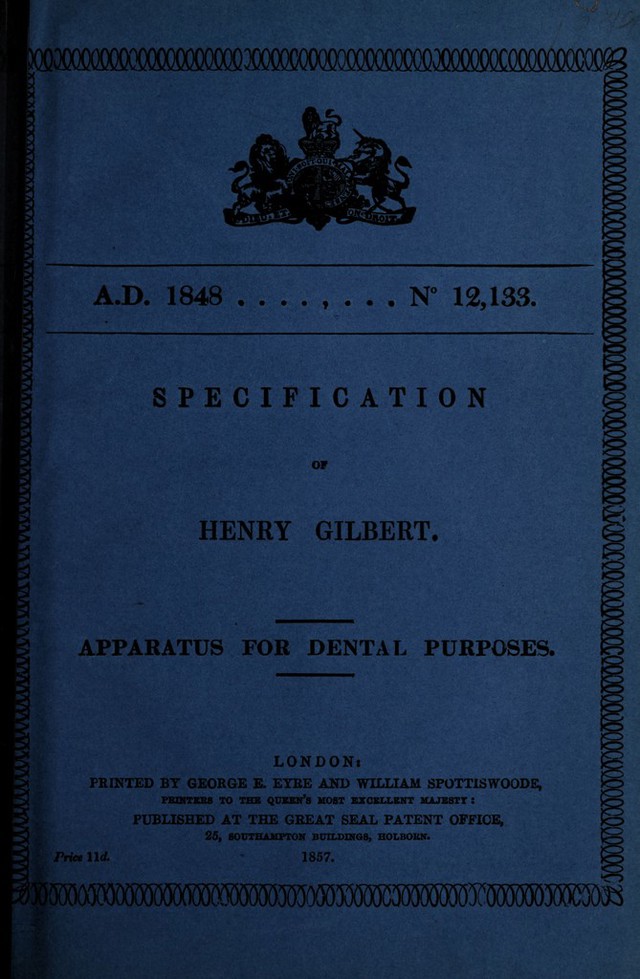 A.D. 1848 . . . . , . . . Nº 12,133.
SPECIFICATION
OF
HENRY GILBERT.
APPARATUS FOR DENTAL PURPOSES.
LONDON:
PRINTED BY GEORGE E. EYRE AND WILLIAM SPOTTISWOODE,
PRINTERS TO THE QUEEN'S MOST EXCELLENT MAJESTY:
PUBLISHED AT THE GREAT SEAL PATENT OFFICE,
25, SOUTHAMPTON BUILDINGS, HOLBORN.
Price 11d. 1857.